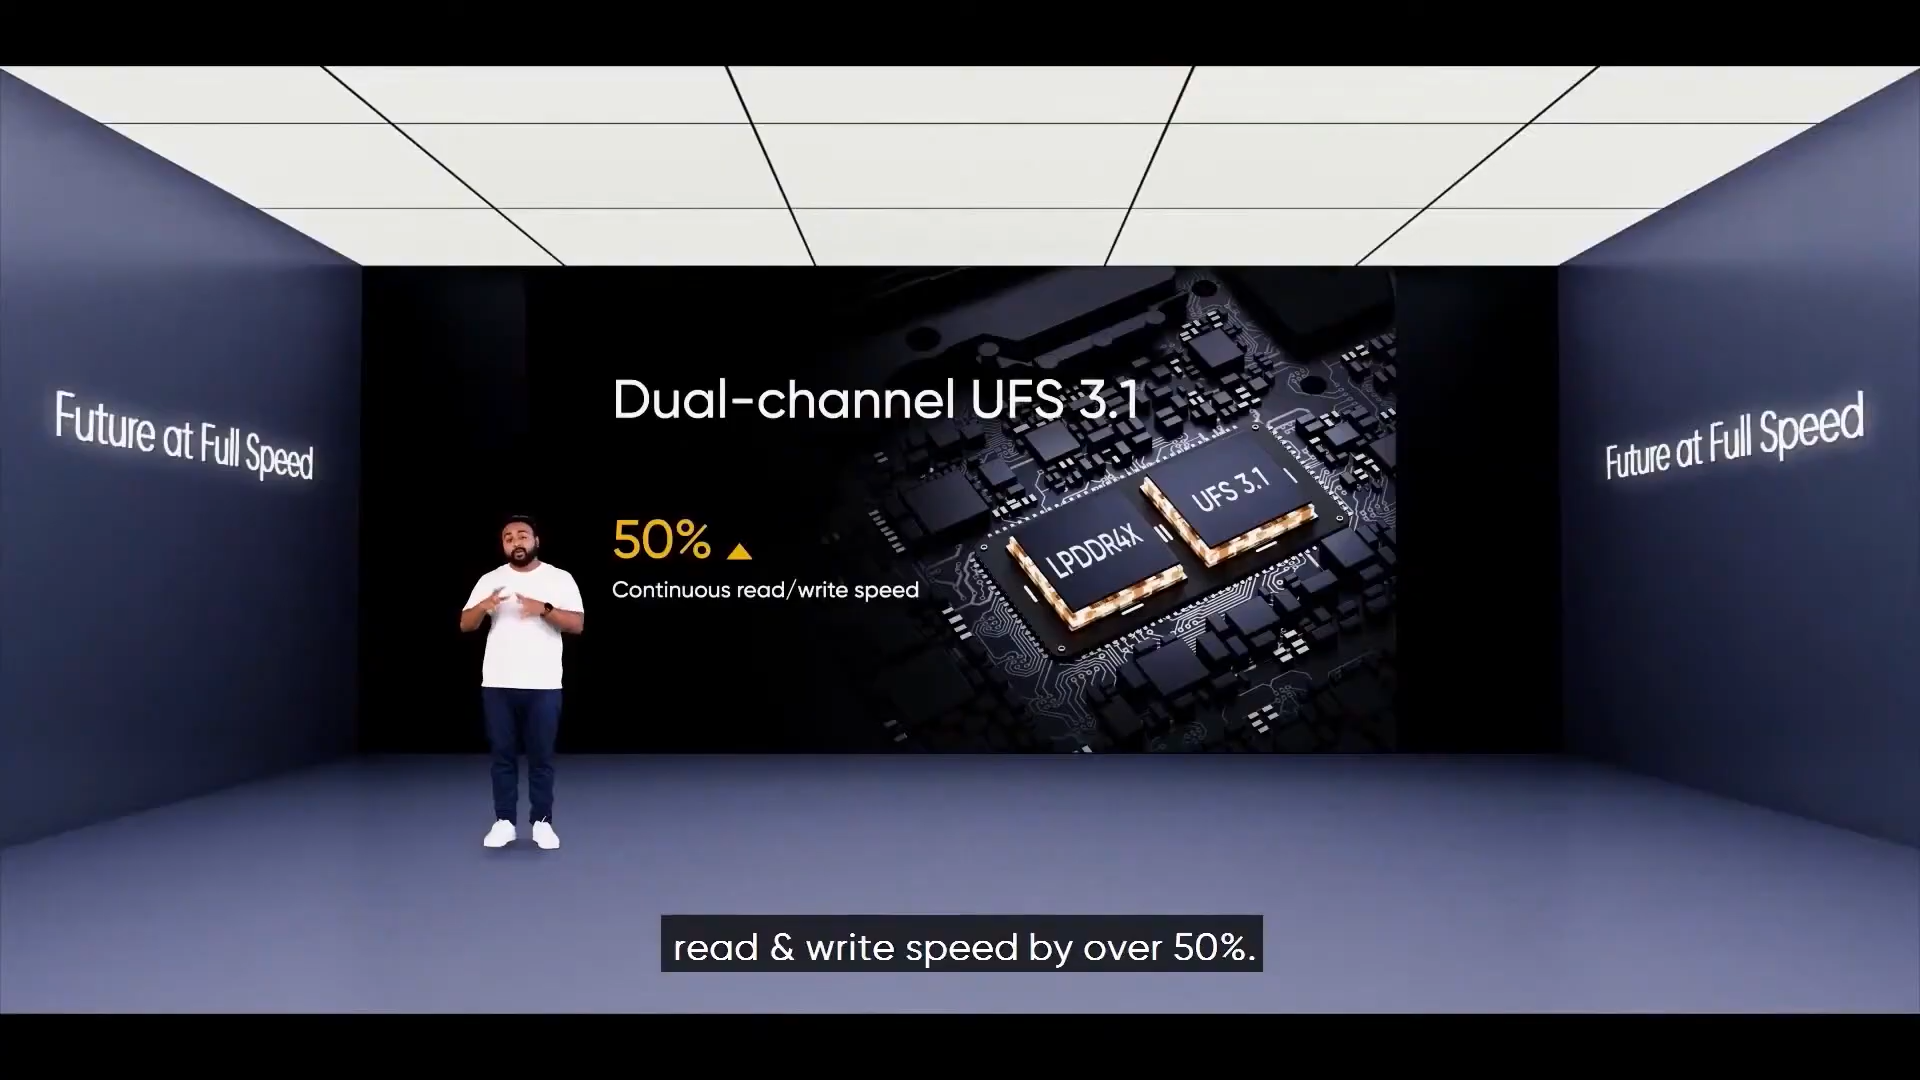 Future at Full Speed
Dual-channel UFS 3.1
50%
Continuous read/write speed
LPDDR4X
UFS 3.1
Future at Full Speed
read & write speed by over 50%.